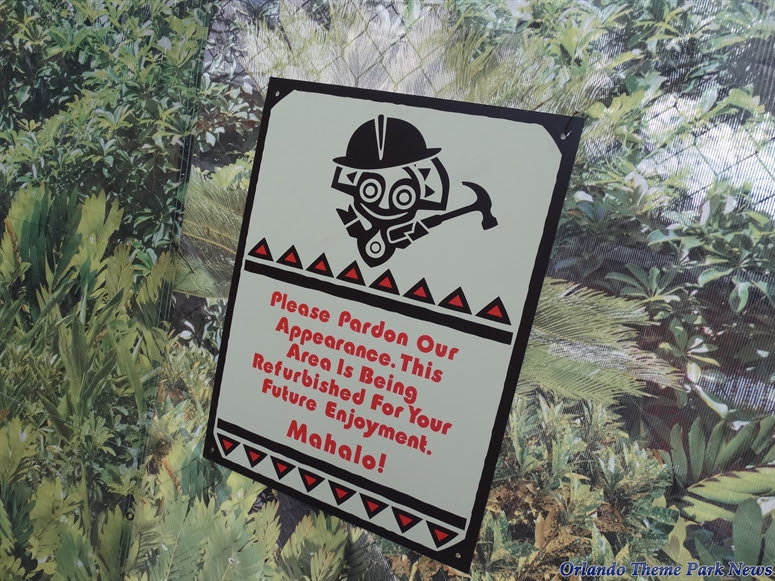 Please Pardon Our
Appearance. This
Area Is Being
Refurbished For Your
Future Enjoyment.
Mahalo!
Orlando Theme Park News